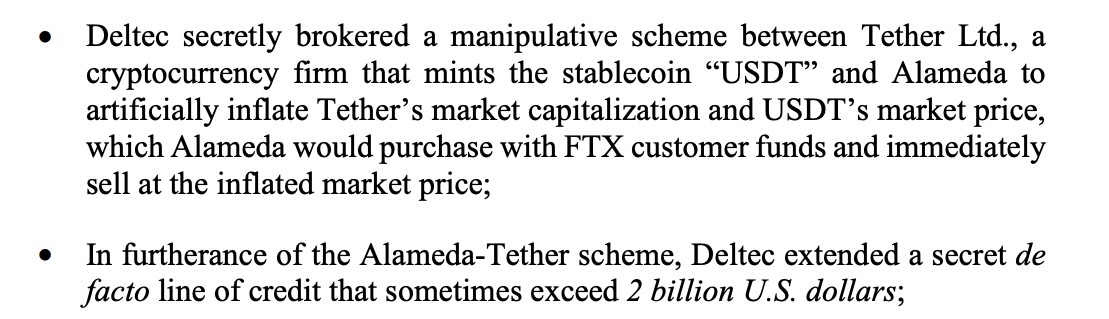 • Deltec secretly brokered a manipulative scheme between Tether Ltd., a
cryptocurrency firm that mints the stablecoin “USDT” and Alameda to
artificially inflate Tether’s market capitalization and USDT’s market price,
which Alameda would purchase with FTX customer funds and immediately
sell at the inflated market price;
• In furtherance of the Alameda-Tether scheme, Deltec extended a secret de
facto line of credit that sometimes exceed 2 billion U.S. dollars;